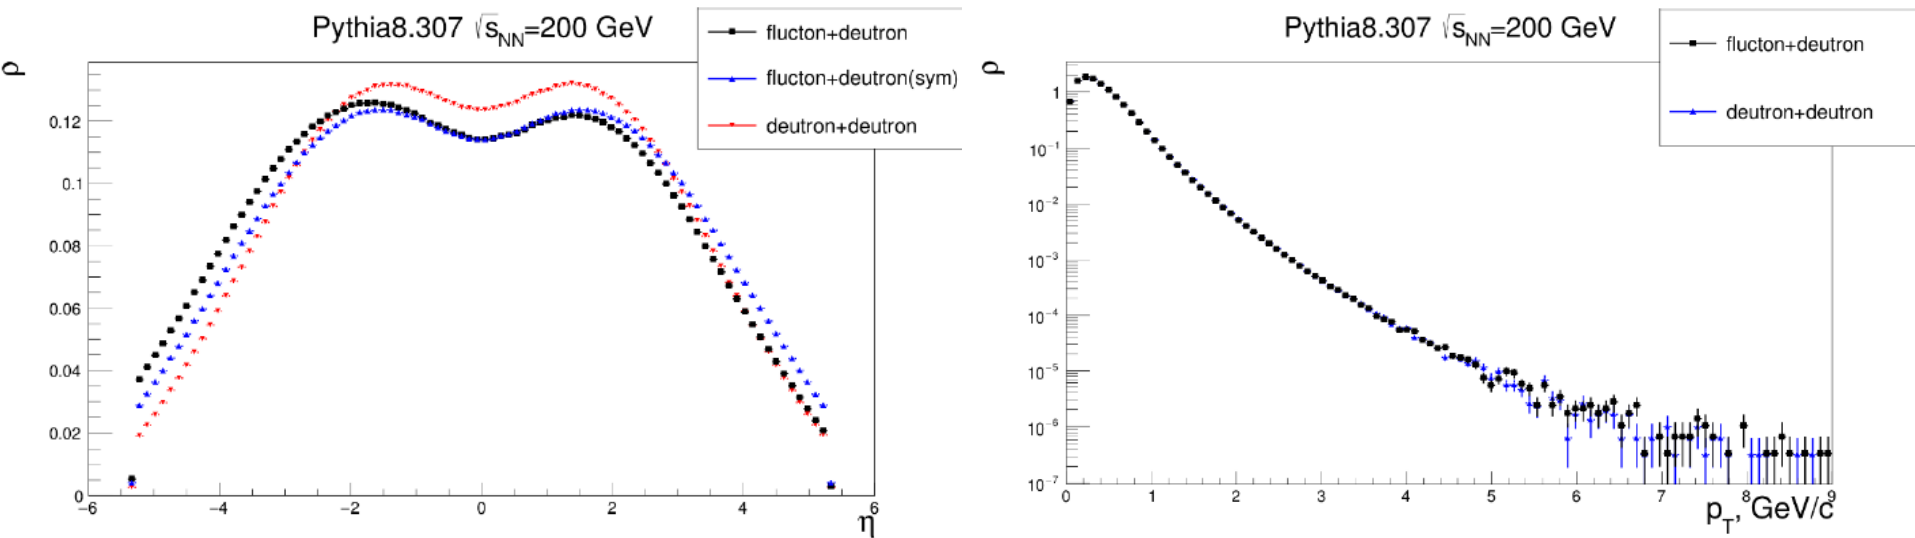 Pythia8.307 √sNN=200 GeV
flucton+deutron
flucton+deutron(sym)
deutron+deutron
ρ
0.12
0.1
0.08
0.06
0.04
0.02
0
−6 −4 −2 0 2 4 6
η
Pythia8.307 √sNN=200 GeV
flucton+deutron
deutron+deutron
ρ
1
10−1
10−2
10−3
10−4
10−5
10−6
10−7
0 1 2 3 4 5 6 7 8 9
pT, GeV/c